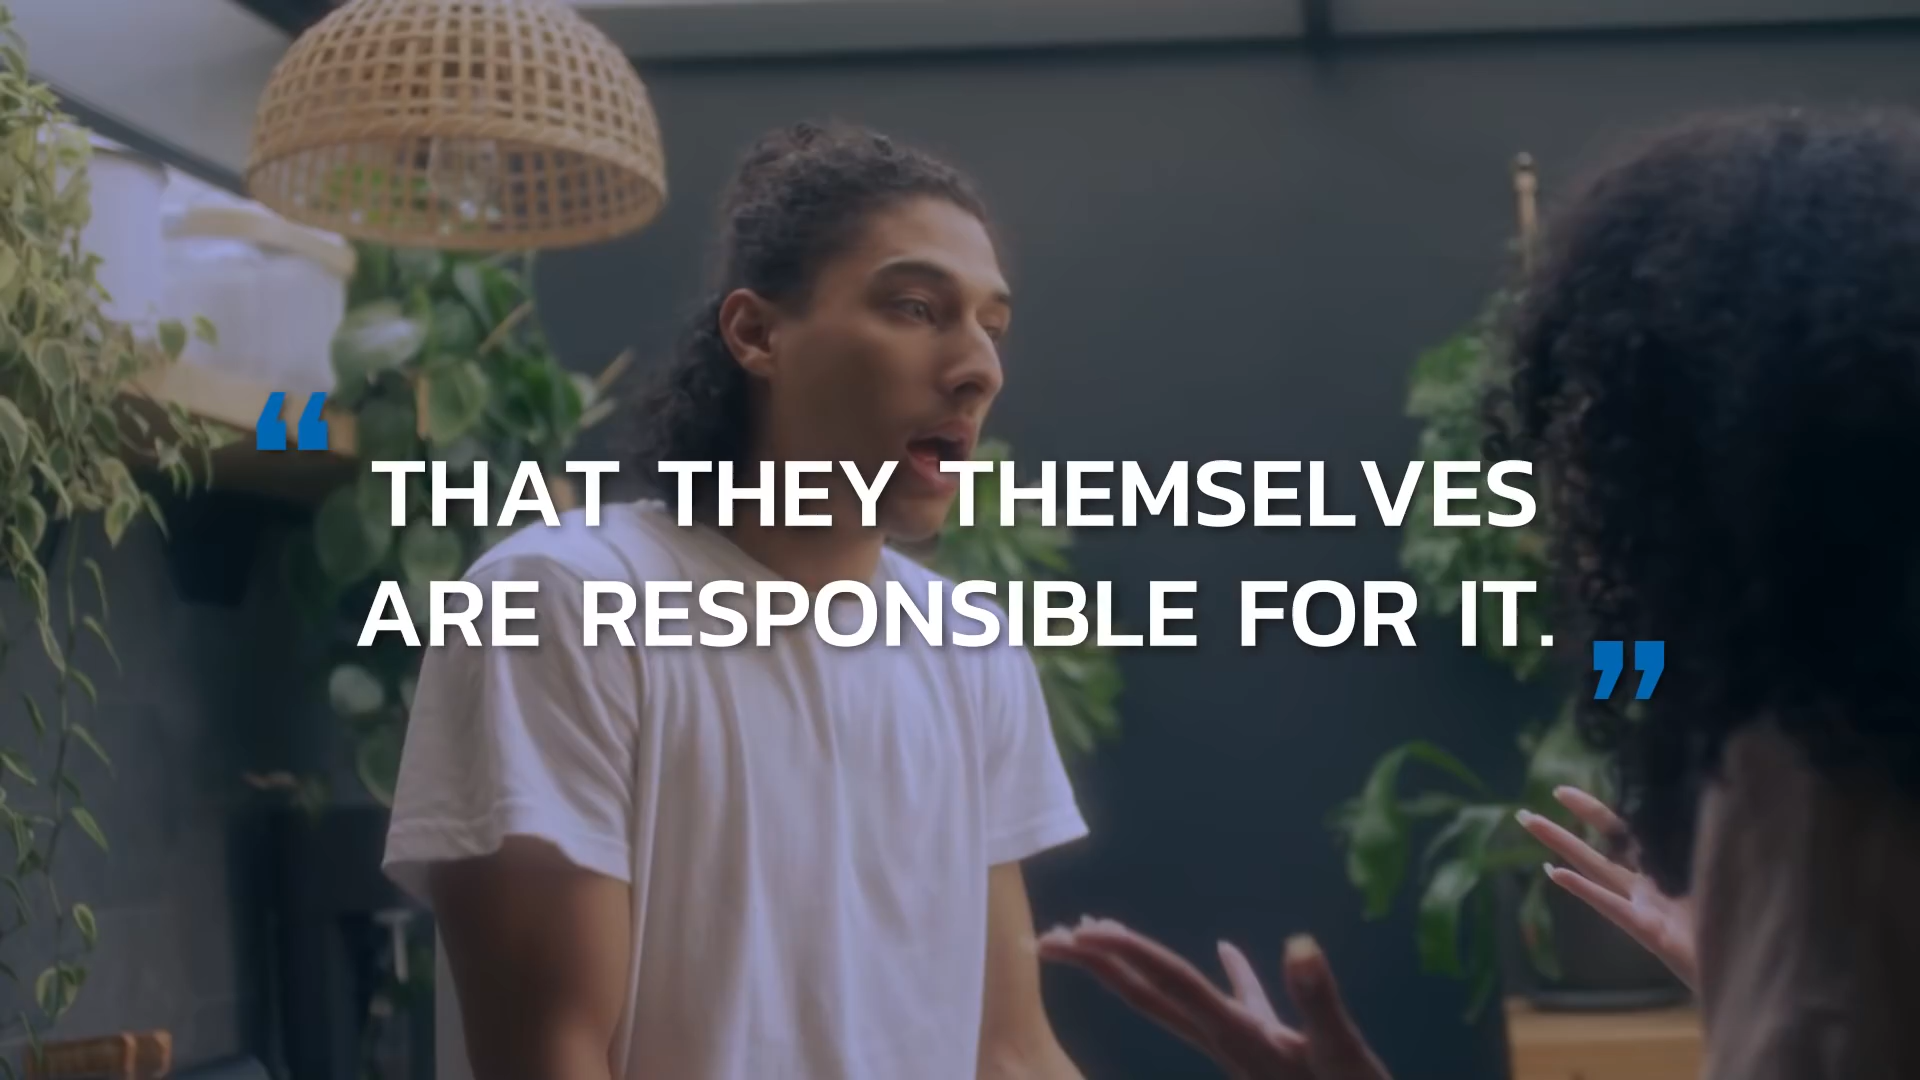 “ THAT THEY THEMSELVES
ARE RESPONSIBLE FOR IT. ”